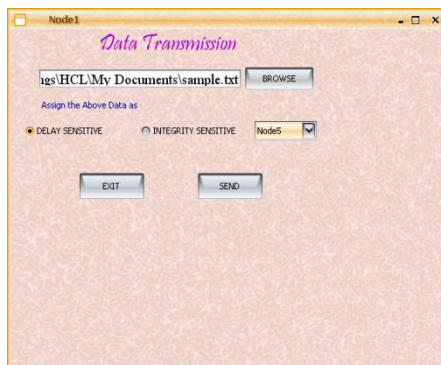 Node1
Data Transmission
ngs\HCL\My Documents\sample.txt BROWSE
Assign the Above Data as
DELAY SENSITIVE INTEGRITY SENSITIVE Node5
EXIT SEND